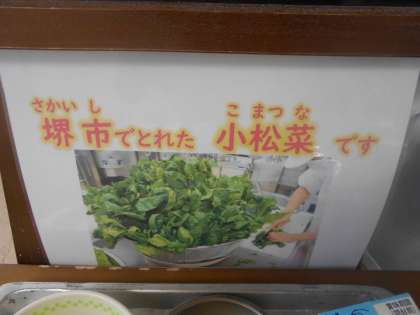 さかい し
堺市でとれた
こ まつ な
小松菜 です